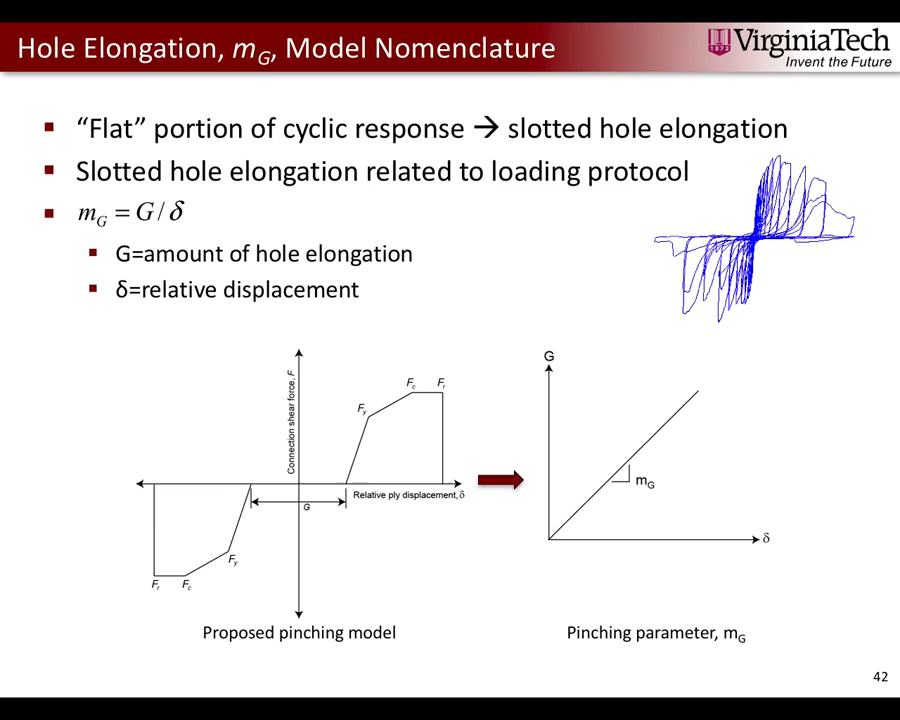 Hole Elongation, mG, Model Nomenclature
1872
VirginiaTech
Invent the Future
▪ “Flat” portion of cyclic response → slotted hole elongation
▪ Slotted hole elongation related to loading protocol
▪ mG = G / δ
▪ G=amount of hole elongation
▪ δ=relative displacement
Connection shear force, F
Fy
Fc
Fr
Relative ply displacement, δ
G
Fy
Fr
Fc
Proposed pinching model
G
mG
δ
Pinching parameter, mG
42